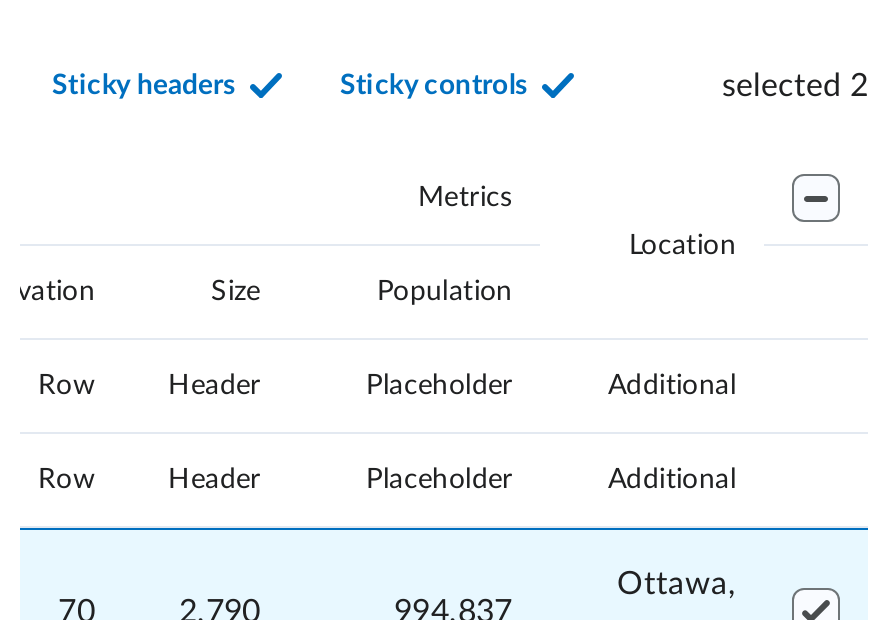 Sticky headers Sticky controls selected 2
Metrics
Location
vation Size Population
Row Header Placeholder Additional
Row Header Placeholder Additional
Ottawa,
70 2,790 994,837